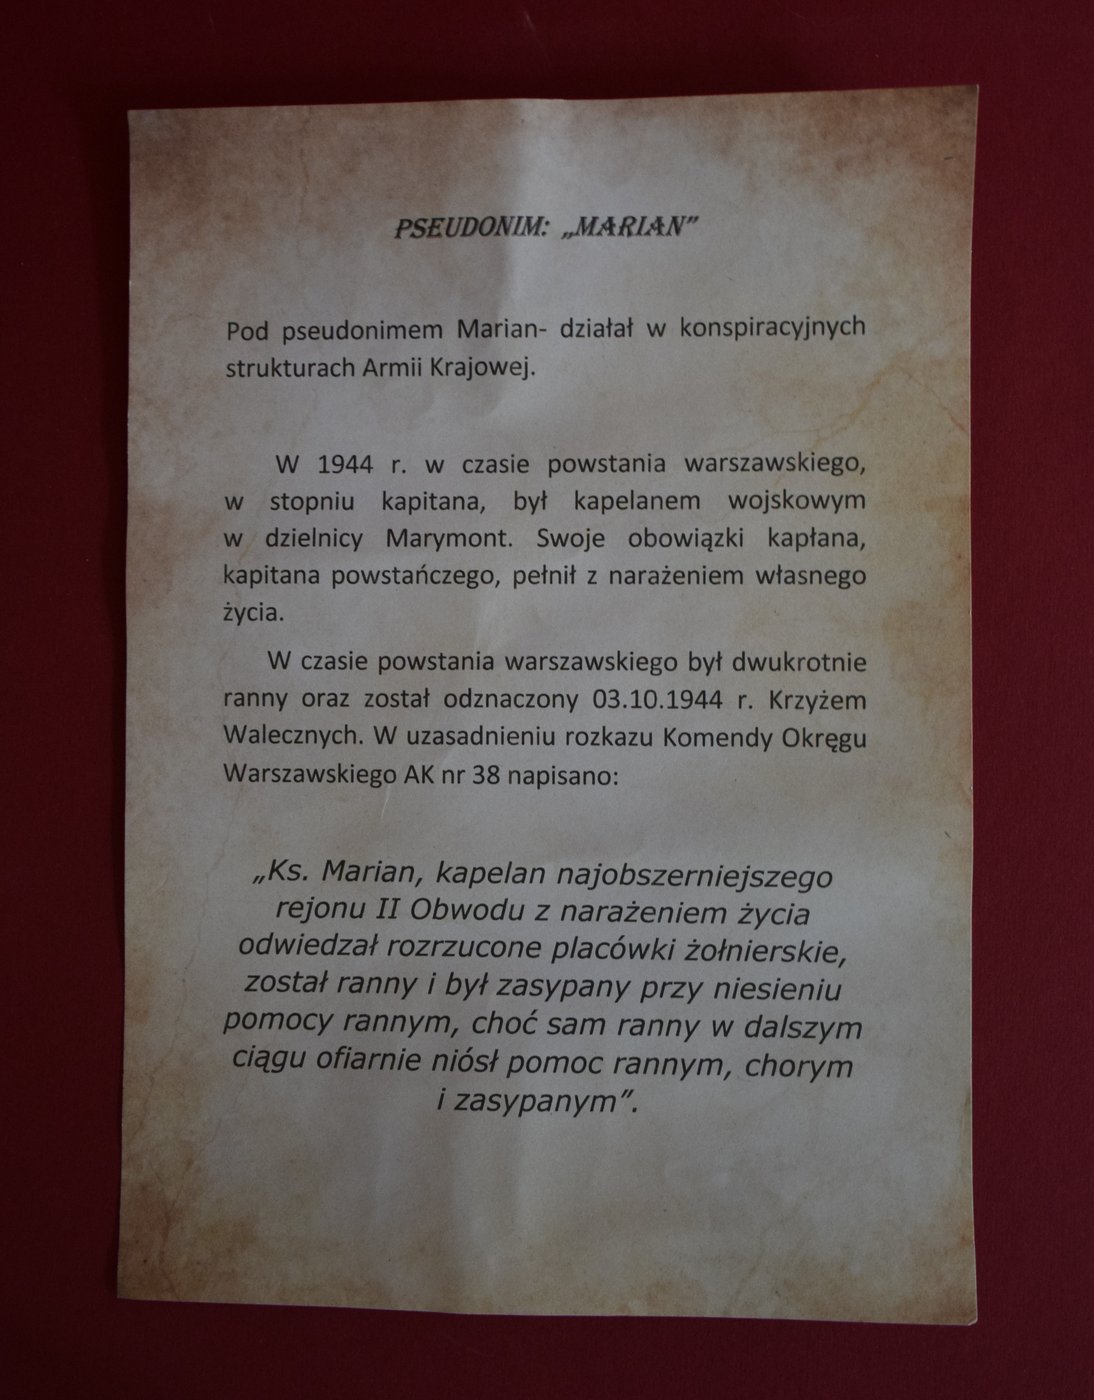 PSEUDONIM: „MARIAN”
Pod pseudonimem Marian- działał w konspiracyjnych
strukturach Armii Krajowej.
W 1944 r. w czasie powstania warszawskiego,
w stopniu kapitana, był kapelanem wojskowym
w dzielnicy Marymont. Swoje obowiązki kapłana,
kapitana powstańczego, pełnił z narażeniem własnego
życia.
W czasie powstania warszawskiego był dwukrotnie
ranny oraz został odznaczony 03.10.1944 r. Krzyżem
Walecznych. W uzasadnieniu rozkazu Komendy Okręgu
Warszawskiego AK nr 38 napisano:
„Ks. Marian, kapelan najobszerniejszego
rejonu II Obwodu z narażeniem życia
odwiedzał rozrzucone placówki żołnierskie,
został ranny i był zasypany przy niesieniu
pomocy rannym, choć sam ranny w dalszym
ciągu ofiarnie niósł pomoc rannym, chorym
i zasypanym”.